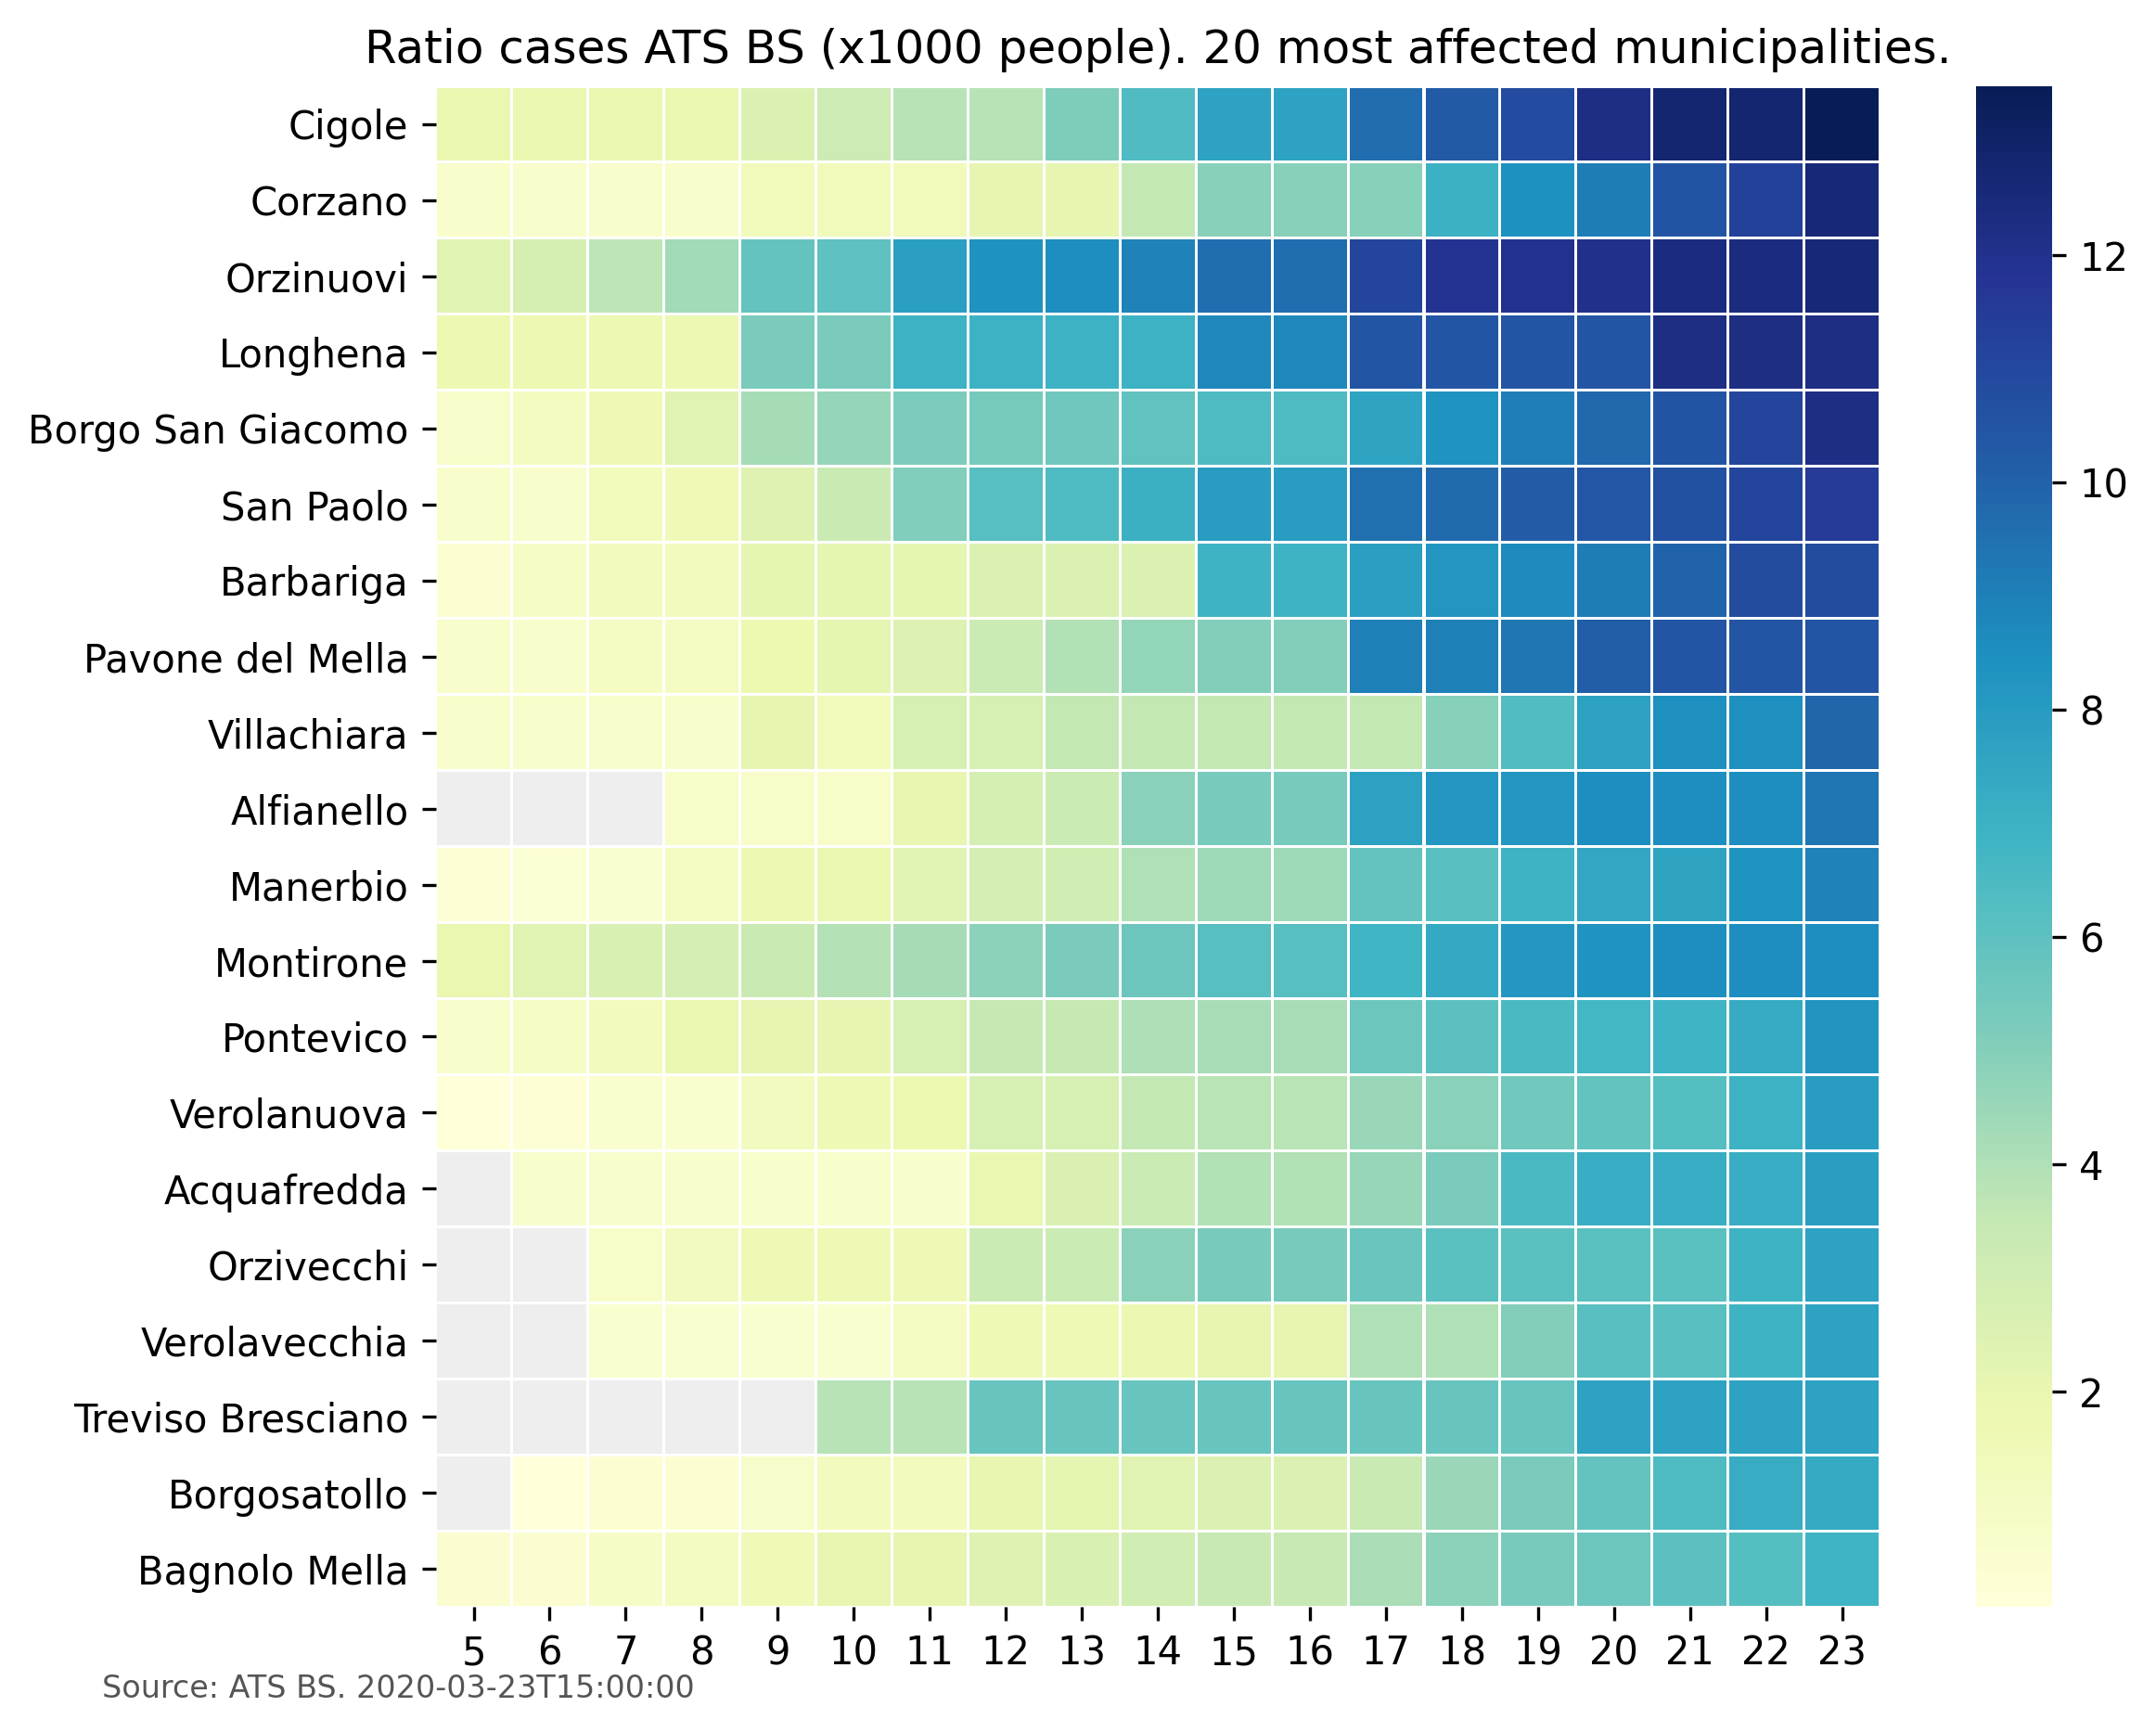 Ratio cases ATS BS (x1000 people). 20 most affected municipalities.
Cigole
Corzano
Orzinuovi
Longhena
Borgo San Giacomo
San Paolo
Barbariga
Pavone del Mella
Villachiara
Alfianello
Manerbio
Montirone
Pontevico
Verolanuova
Acquafredda
Orzivecchi
Verolavecchia
Treviso Bresciano
Borgosatollo
Bagnolo Mella
5 6 7 8 9 10 11 12 13 14 15 16 17 18 19 20 21 22 23
12
10
8
6
4
2
Source: ATS BS. 2020-03-23T15:00:00